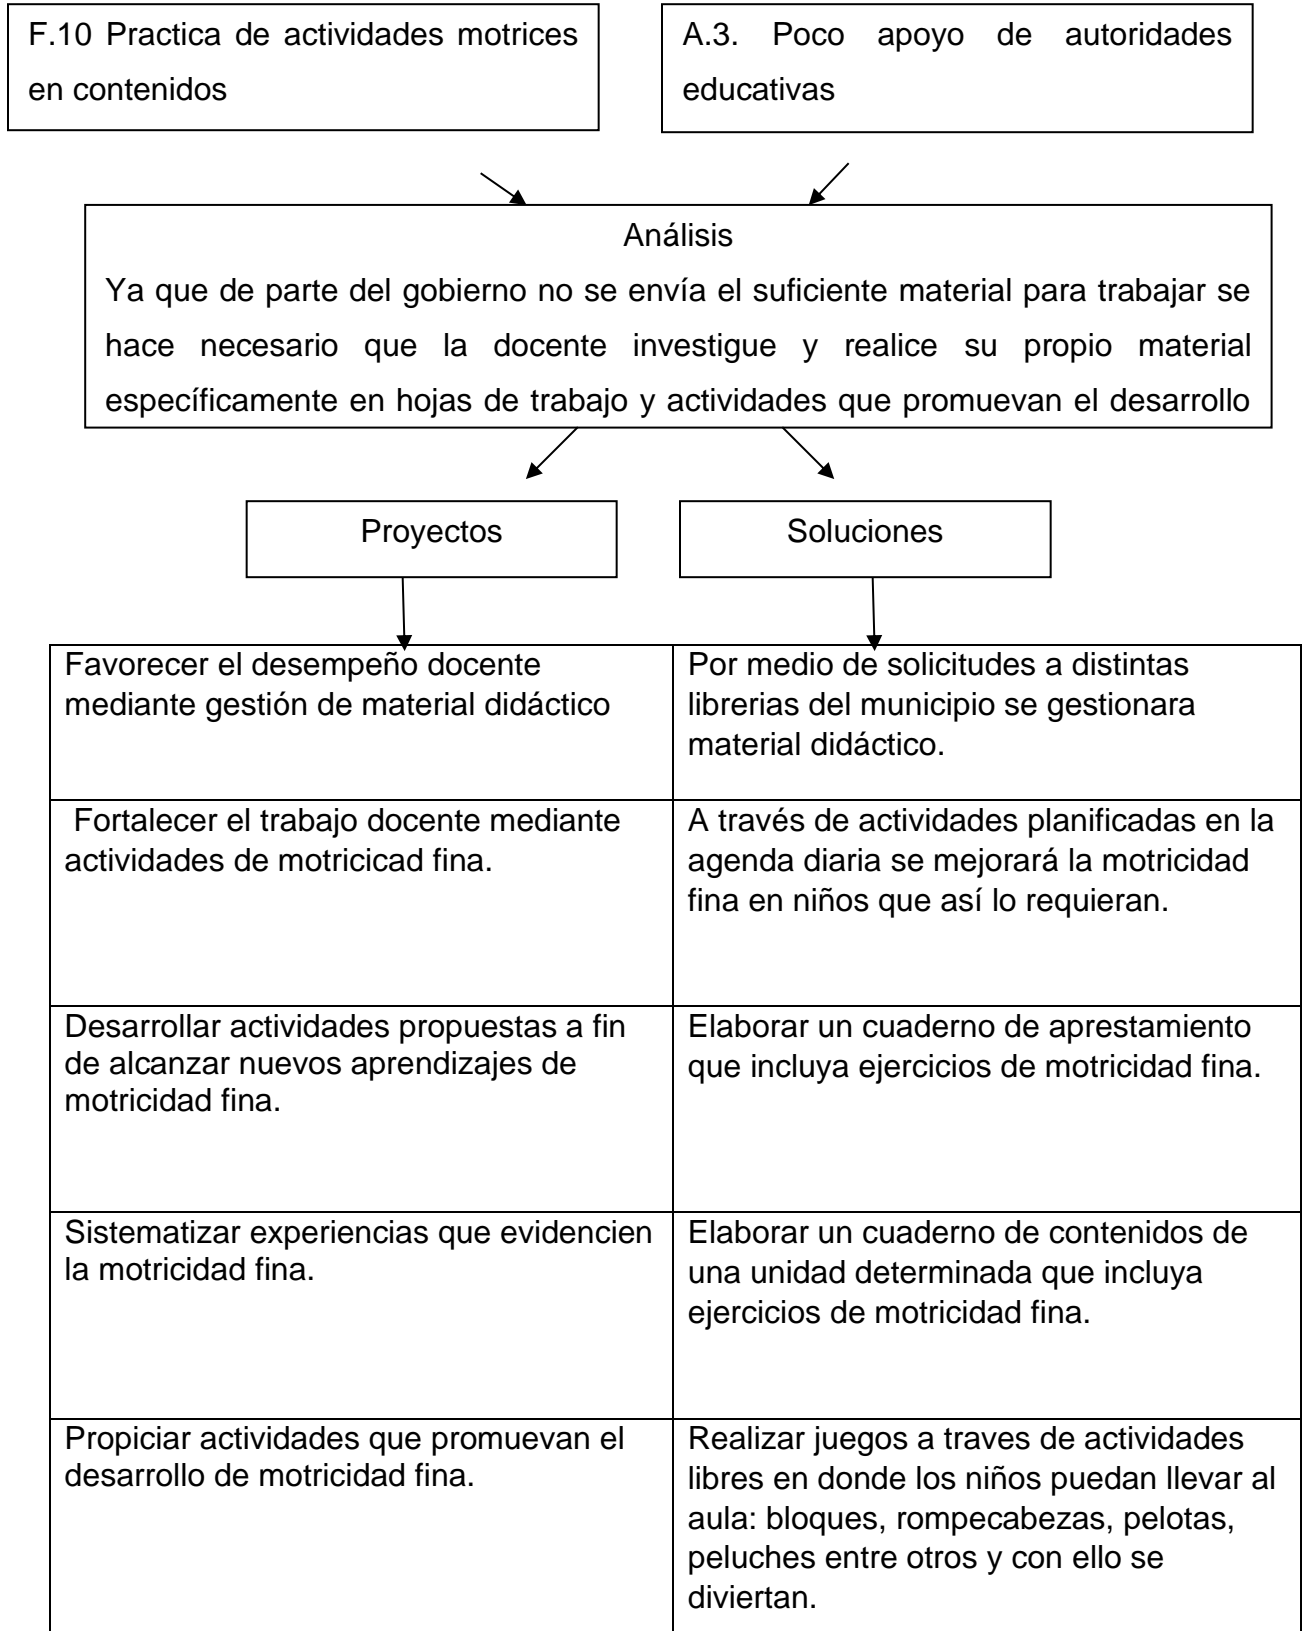 F.10 Practica de actividades motrices
en contenidos
A.3. Poco apoyo de autoridades
educativas
Análisis
Ya que de parte del gobierno no se envía el suficiente material para trabajar se
hace necesario que la docente investigue y realice su propio material
específicamente en hojas de trabajo y actividades que promuevan el desarrollo
Proyectos
Soluciones
Favorecer el desempeño docente
mediante gestión de material didáctico
Por medio de solicitudes a distintas
librerias del municipio se gestionara
material didáctico.
Fortalecer el trabajo docente mediante
actividades de motricicad fina.
A través de actividades planificadas en la
agenda diaria se mejorará la motricidad
fina en niños que así lo requieran.
Desarrollar actividades propuestas a fin
de alcanzar nuevos aprendizajes de
motricidad fina.
Elaborar un cuaderno de aprestamiento
que incluya ejercicios de motricidad fina.
Sistematizar experiencias que evidencien
la motricidad fina.
Elaborar un cuaderno de contenidos de
una unidad determinada que incluya
ejercicios de motricidad fina.
Propiciar actividades que promuevan el
desarrollo de motricidad fina.
Realizar juegos a traves de actividades
libres en donde los niños puedan llevar al
aula: bloques, rompecabezas, pelotas,
peluches entre otros y con ello se
diviertan.